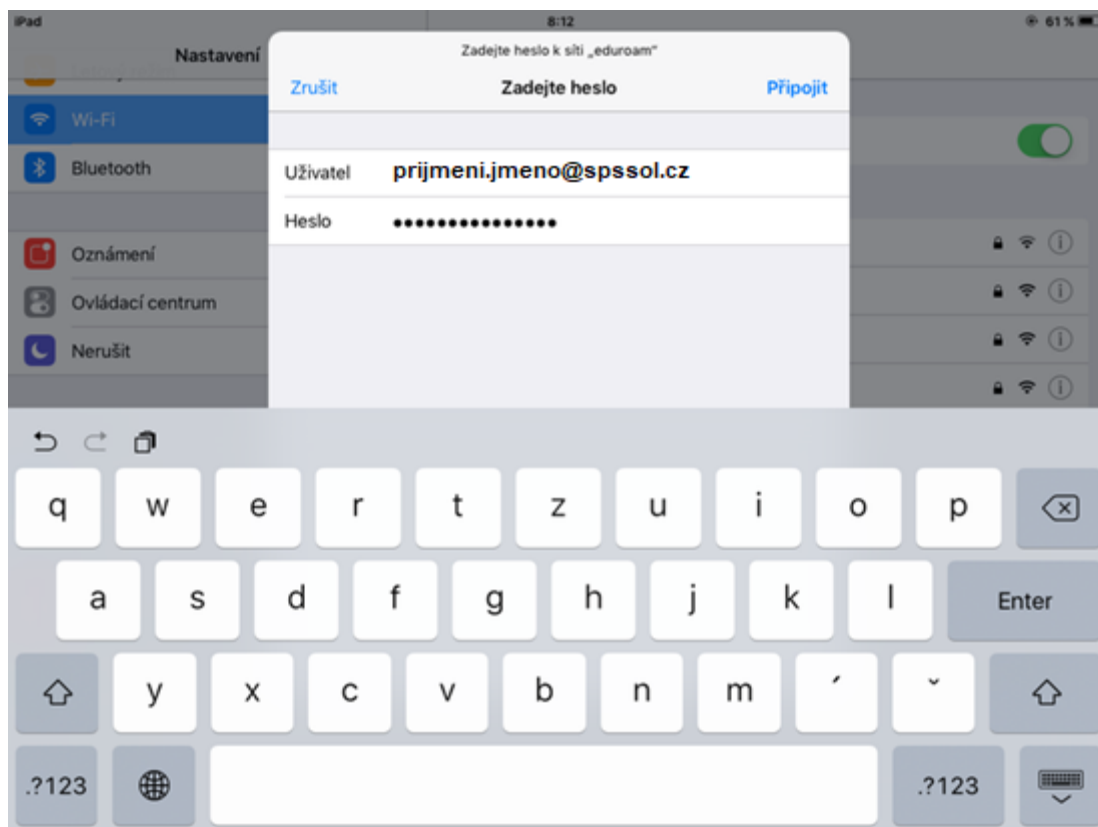 iPad 8:12 61 %
Nastavení
Zadejte heslo k síti „eduroam“
Zrušit Zadejte heslo Připojit
Wi-Fi
Bluetooth
Uživatel prijmeni.jmeno@spssol.cz
Heslo •••••••••••••••
Oznámení
Ovládací centrum
Nerušit
q w e r t z u i o p
a s d f g h j k l Enter
y x c v b n m ´ ˇ
.?123 .?123